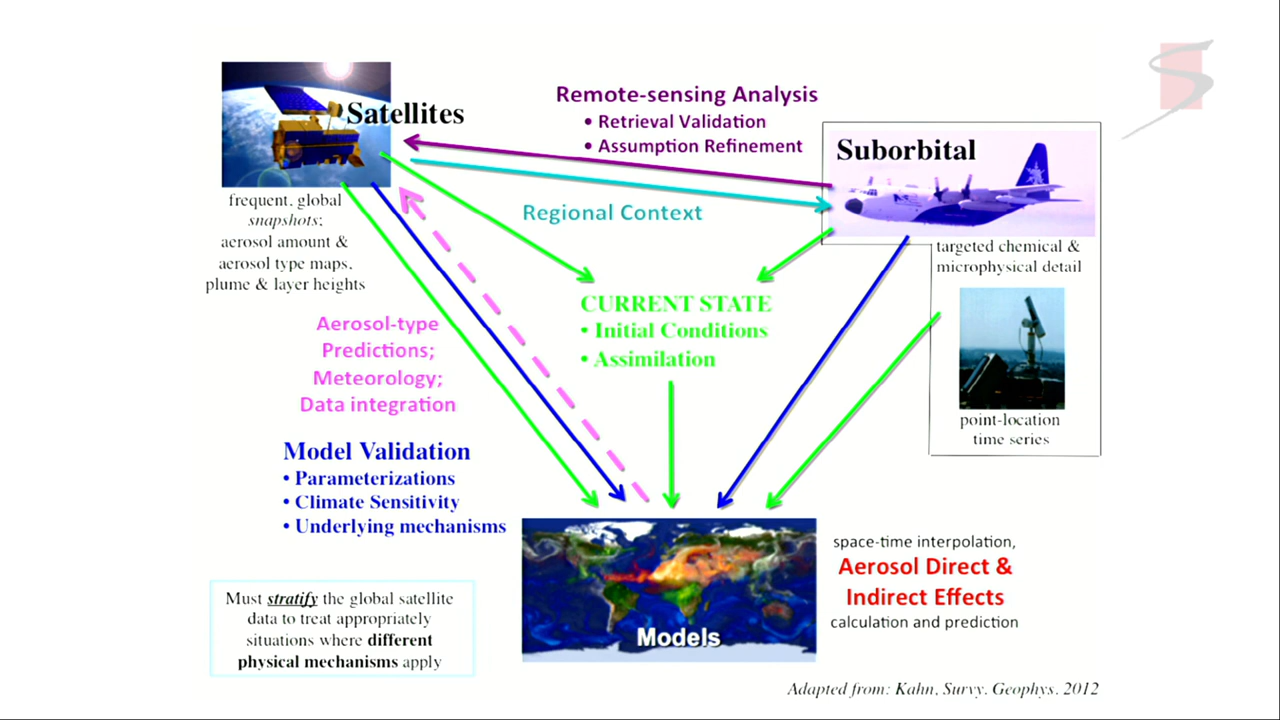 Satellites
frequent, global
snapshots;
aerosol amount &
aerosol type maps,
plume & layer heights
Remote-sensing Analysis
• Retrieval Validation
• Assumption Refinement
Regional Context
Suborbital
targeted chemical &
microphysical detail
point-location
time series
CURRENT STATE
• Initial Conditions
• Assimilation
Aerosol-type
Predictions;
Meteorology;
Data integration
Model Validation
• Parameterizations
• Climate Sensitivity
• Underlying mechanisms
Models
space-time interpolation,
Aerosol Direct &
Indirect Effects
calculation and prediction
Must stratify the global satellite
data to treat appropriately
situations where different
physical mechanisms apply
Adapted from: Kahn, Survy. Geophys. 2012